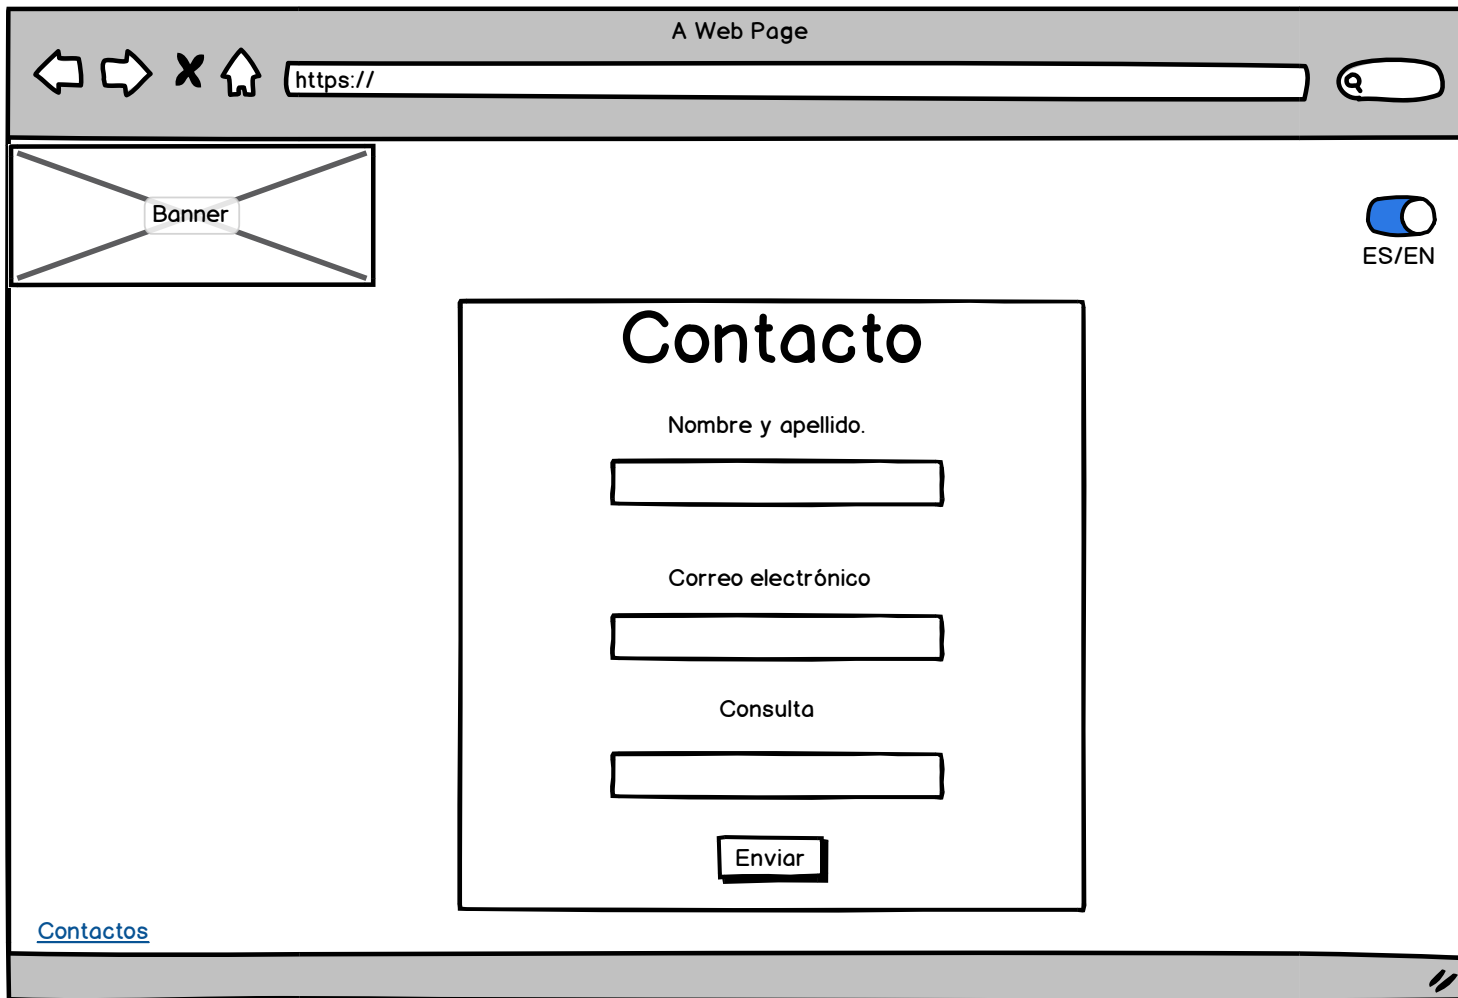 A Web Page
https://
Banner
ES/EN
Contacto
Nombre y apellido.
Correo electrónico
Consulta
Enviar
Contactos